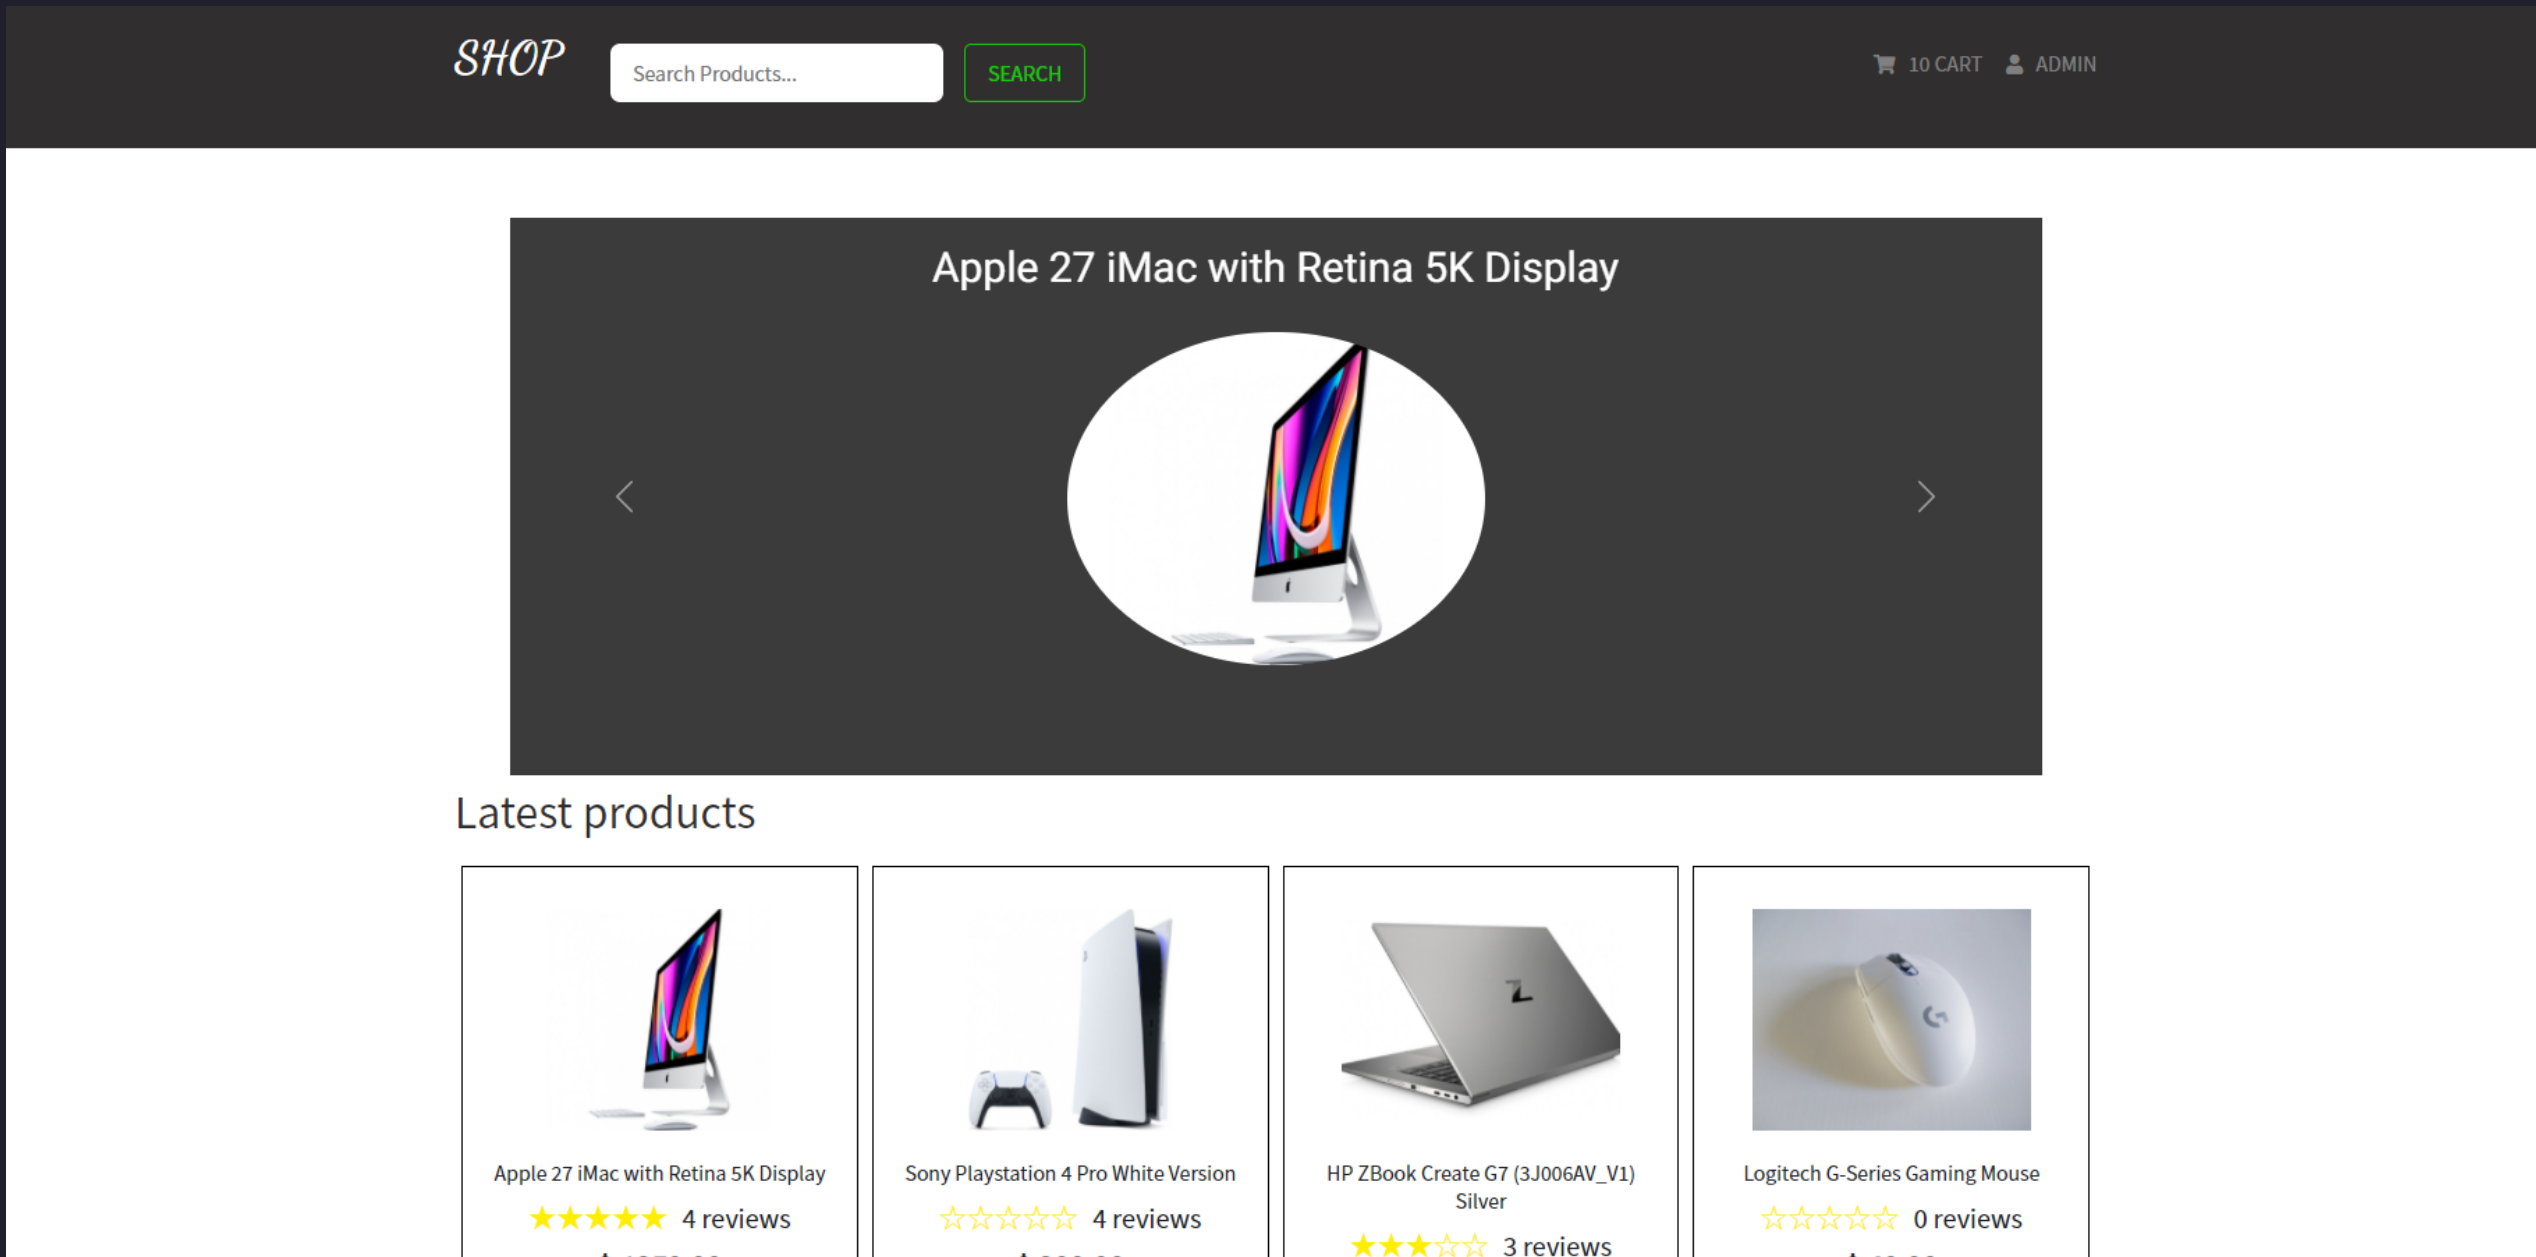 SHOP
Search Products...
SEARCH
10 CART
ADMIN
Apple 27 iMac with Retina 5K Display
Latest products
Apple 27 iMac with Retina 5K Display
4 reviews
Sony Playstation 4 Pro White Version
4 reviews
HP ZBook Create G7 (3J006AV_V1)
Silver
3 reviews
Logitech G-Series Gaming Mouse
0 reviews